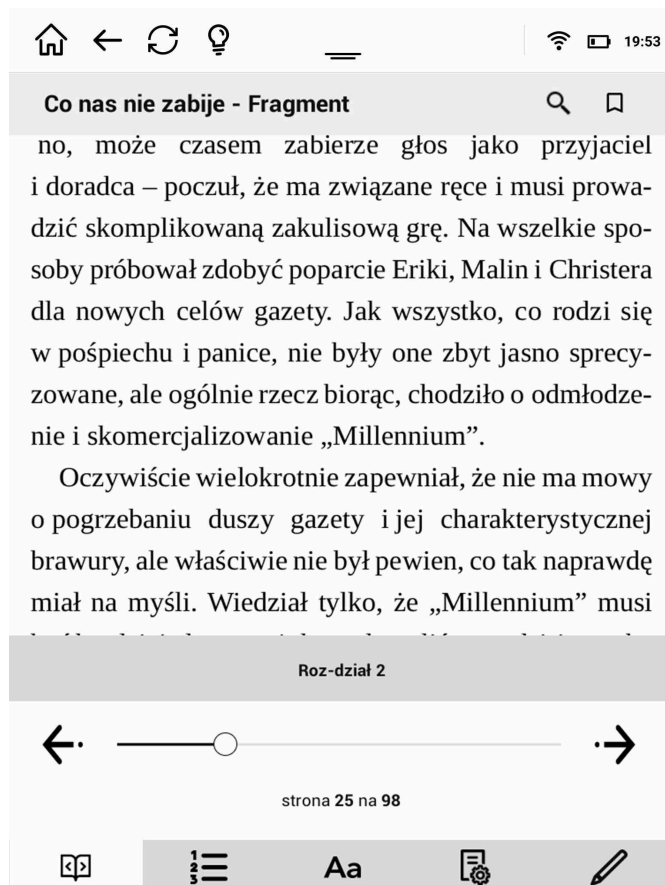 19:53
Co nas nie zabije - Fragment
no, może czasem zabierze głos jako przyjaciel
i doradca – poczuł, że ma związane ręce i musi prowa-
dzić skomplikowaną zakulisową grę. Na wszelkie spo-
soby próbował zdobyć poparcie Eriki, Malin i Christera
dla nowych celów gazety. Jak wszystko, co rodzi się
w pośpiechu i panice, nie były one zbyt jasno sprecy-
zowane, ale ogólnie rzecz biorąc, chodziło o odmłodze-
nie i skomercjalizowanie „Millennium”.
Oczywiście wielokrotnie zapewniał, że nie ma mowy
o pogrzebaniu duszy gazety i jej charakterystycznej
brawury, ale właściwie nie był pewien, co tak naprawdę
miał na myśli. Wiedział tylko, że „Millennium” musi
Roz-dział 2
strona 25 na 98
1
2
3
Aa